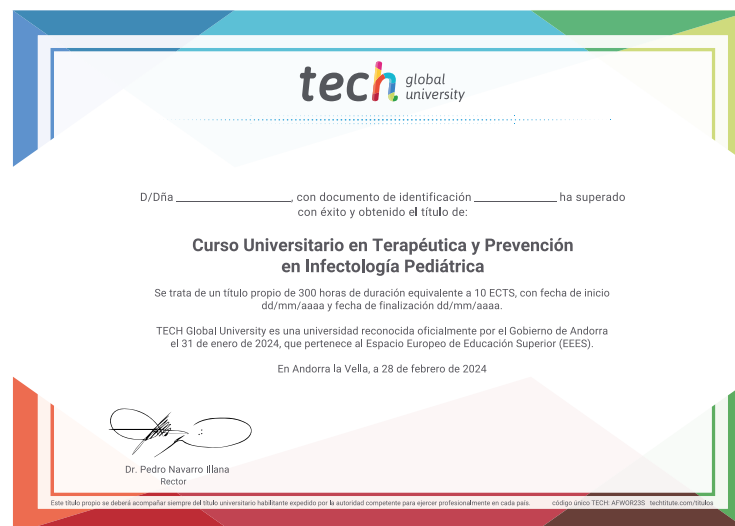 tech global university
D/Dña ____________________, con documento de identificación ______________ ha superado
con éxito y obtenido el título de:
Curso Universitario en Terapéutica y Prevención
en Infectología Pediátrica
Se trata de un título propio de 300 horas de duración equivalente a 10 ECTS, con fecha de inicio
dd/mm/aaaa y fecha de finalización dd/mm/aaaa.
TECH Global University es una universidad reconocida oficialmente por el Gobierno de Andorra
el 31 de enero de 2024, que pertenece al Espacio Europeo de Educación Superior (EEES).
En Andorra la Vella, a 28 de febrero de 2024
Dr. Pedro Navarro Illana
Rector
Este título propio se deberá acompañar siempre del título universitario habilitante expedido por la autoridad competente para ejercer profesionalmente en cada país. código único TECH: AFWOR23S techtitute.com/titulos